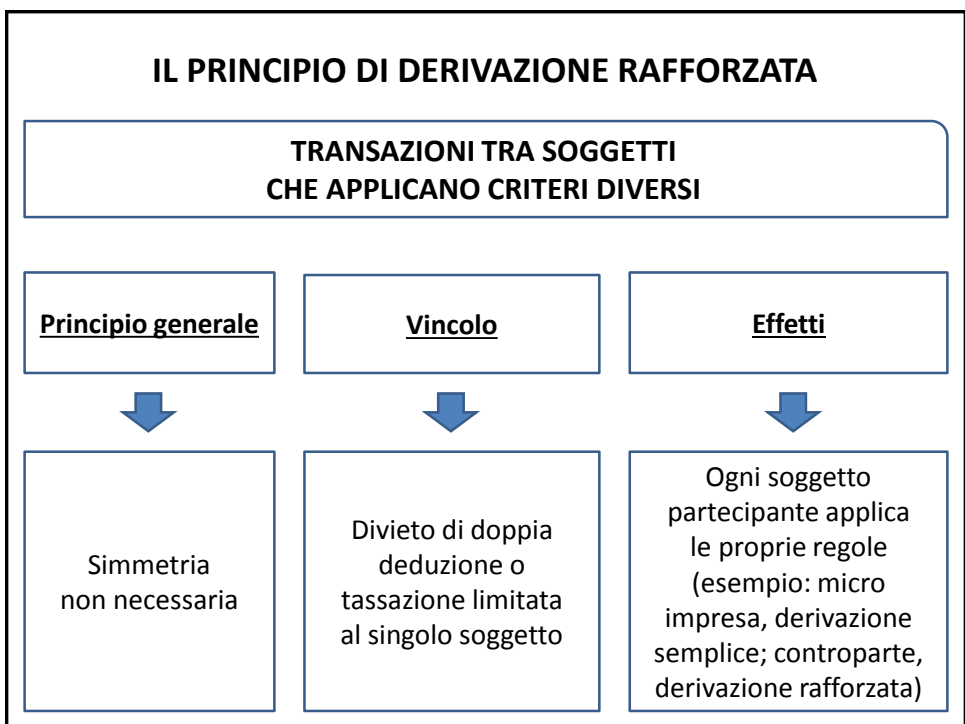 IL PRINCIPIO DI DERIVAZIONE RAFFORZATA
TRANSAZIONI TRA SOGGETTI
CHE APPLICANO CRITERI DIVERSI
Principio generale
Vincolo
Effetti
Simmetria
non necessaria
Divieto di doppia
deduzione o
tassazione limitata
al singolo soggetto
Ogni soggetto
partecipante applica
le proprie regole
(esempio: micro
impresa, derivazione
semplice; controparte,
derivazione rafforzata)